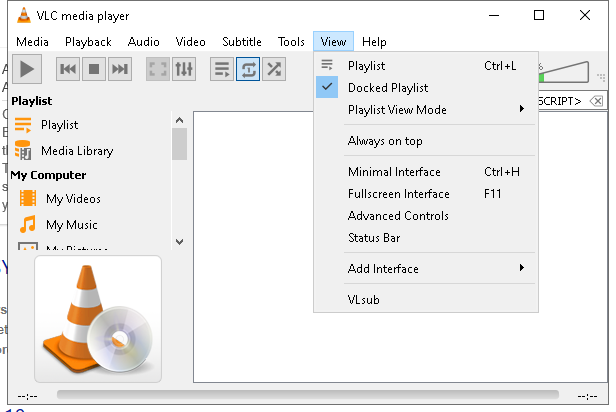 VLC media player
Media Playback Audio Video Subtitle Tools View Help
Playlist Ctrl+L
Docked Playlist
Playlist View Mode
Always on top
Minimal Interface Ctrl+H
Fullscreen Interface F11
Advanced Controls
Status Bar
Add Interface
VLsub
%
SCRIPT>
Playlist
Playlist
Media Library
My Computer
My Videos
My Music
My Pictures
--:-- --:--